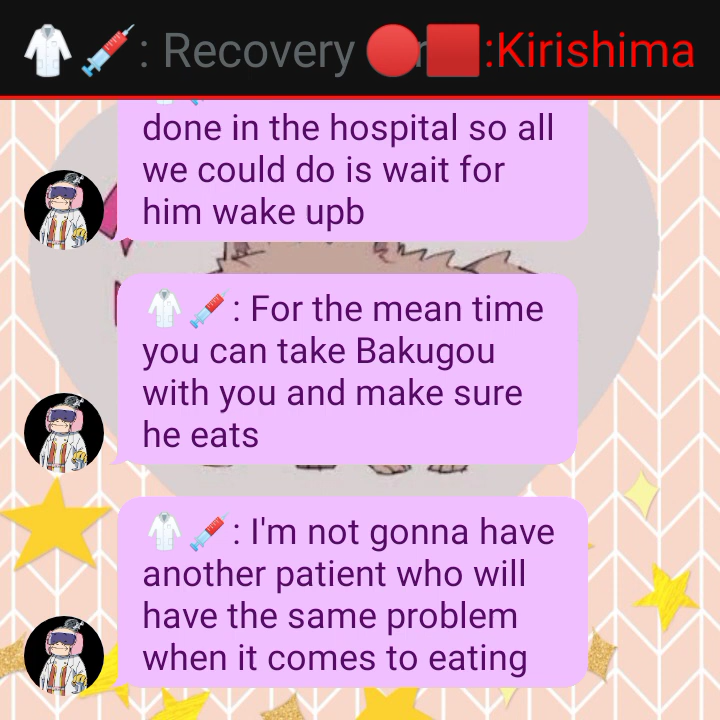 🥼💉: Recovery 🔴🟥:Kirishima
done in the hospital so all
we could do is wait for
him wake upb
🥼💉: For the mean time
you can take Bakugou
with you and make sure
he eats
🥼💉: I'm not gonna have
another patient who will
have the same problem
when it comes to eating